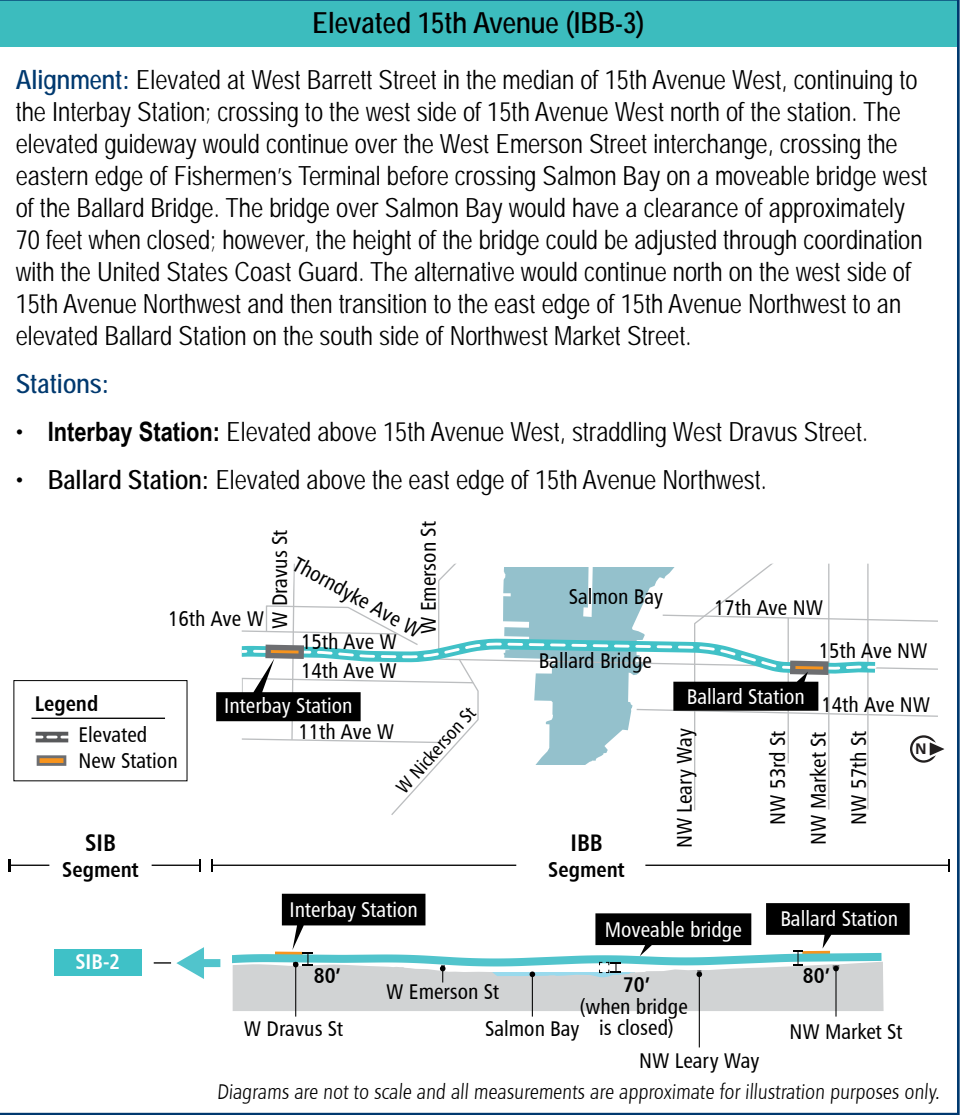 Elevated 15th Avenue (IBB-3)
Alignment: Elevated at West Barrett Street in the median of 15th Avenue West, continuing to
the Interbay Station; crossing to the west side of 15th Avenue West north of the station. The
elevated guideway would continue over the West Emerson Street interchange, crossing the
eastern edge of Fishermen's Terminal before crossing Salmon Bay on a moveable bridge west
of the Ballard Bridge. The bridge over Salmon Bay would have a clearance of approximately
70 feet when closed; however, the height of the bridge could be adjusted through coordination
with the United States Coast Guard. The alternative would continue north on the west side of
15th Avenue Northwest and then transition to the east edge of 15th Avenue Northwest to an
elevated Ballard Station on the south side of Northwest Market Street.
Stations:
• Interbay Station: Elevated above 15th Avenue West, straddling West Dravus Street.
• Ballard Station: Elevated above the east edge of 15th Avenue Northwest.
W Dravus St
Thorndyke Ave W
W Emerson St
16th Ave W
15th Ave W
14th Ave W
11th Ave W
Interbay Station
W Nickerson St
Salmon Bay
Ballard Bridge
17th Ave NW
15th Ave NW
Ballard Station
14th Ave NW
NW Leary Way
NW 53rd St
NW Market St
NW 57th St
N
Legend
Elevated
New Station
SIB
Segment
IBB
Segment
Interbay Station
Moveable bridge
Ballard Station
SIB-2
80'
W Emerson St
70'
(when bridge
is closed)
80'
W Dravus St
Salmon Bay
NW Leary Way
NW Market St
Diagrams are not to scale and all measurements are approximate for illustration purposes only.